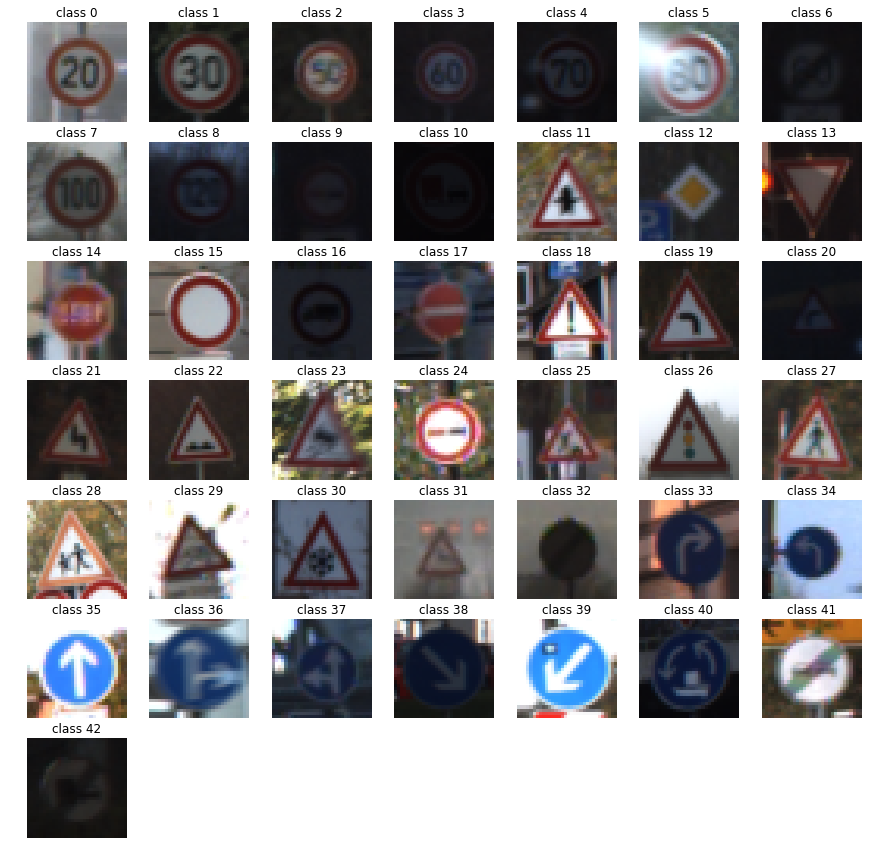 class 0 class 1 class 2 class 3 class 4 class 5 class 6
20 30 50 60 70 80
class 7 class 8 class 9 class 10 class 11 class 12 class 13
100 120 P
class 14 class 15 class 16 class 17 class 18 class 19 class 20
class 21 class 22 class 23 class 24 class 25 class 26 class 27
class 28 class 29 class 30 class 31 class 32 class 33 class 34
class 35 class 36 class 37 class 38 class 39 class 40 class 41
class 42